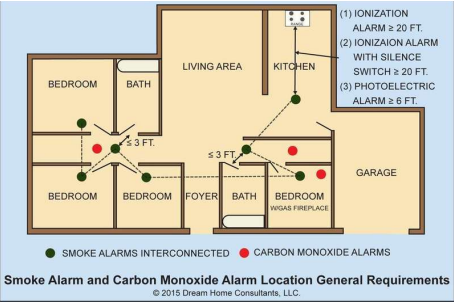 RANGE
(1) IONIZATION
ALARM ≥ 20 FT.
(2) IONIZAION ALARM
WITH SILENCE
SWITCH ≥ 20 FT.
(3) PHOTOELECTRIC
ALARM ≥ 6 FT.
LIVING AREA
KITCHEN
BEDROOM
BATH
≤ 3 FT.
≤ 3 FT.
GARAGE
BEDROOM
BEDROOM
FOYER
BATH
BEDROOM
W/GAS FIREPLACE
SMOKE ALARMS INTERCONNECTED
CARBON MONOXIDE ALARMS
Smoke Alarm and Carbon Monoxide Alarm Location General Requirements
© 2015 Dream Home Consultants, LLC.